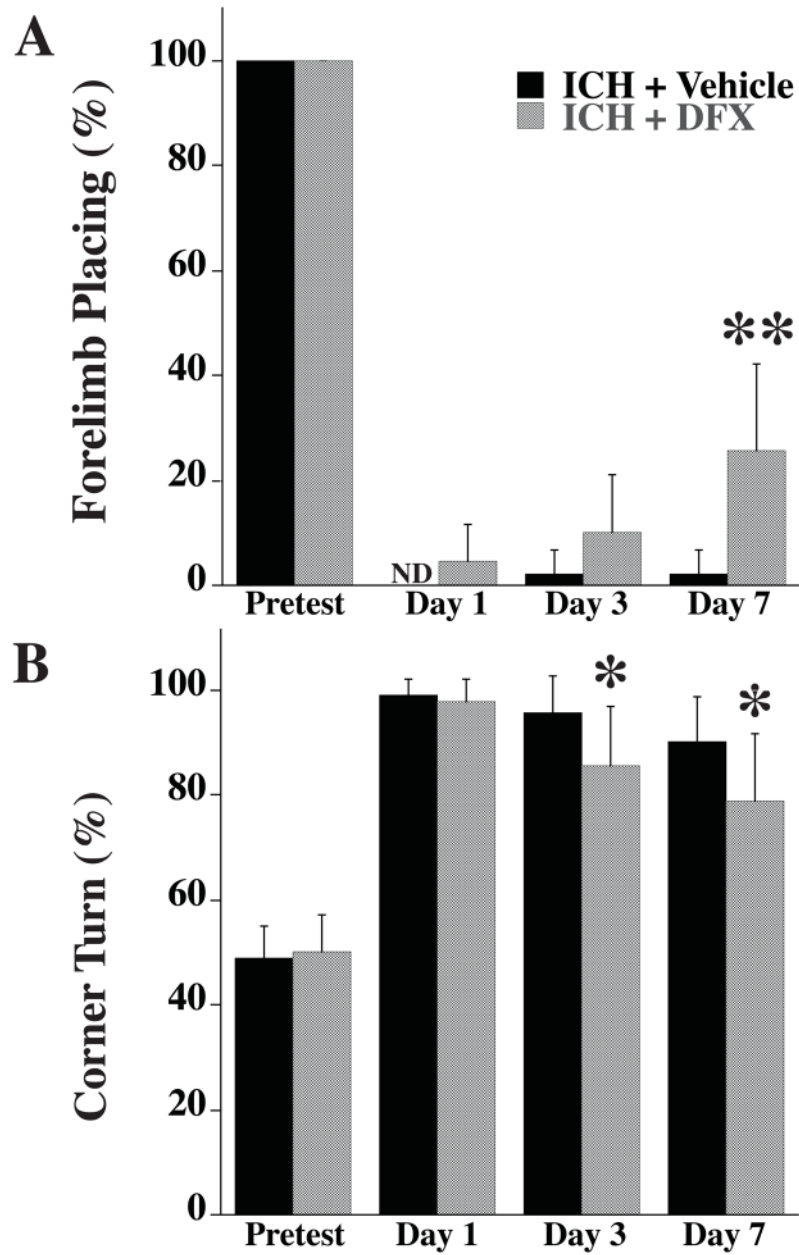 A
Forelimb Placing (%)
100
80
60
40
20
0
ICH + Vehicle
ICH + DFX
**
ND
Pretest Day 1 Day 3 Day 7
B
Corner Turn (%)
100
80
60
40
20
0
*
*
Pretest Day 1 Day 3 Day 7